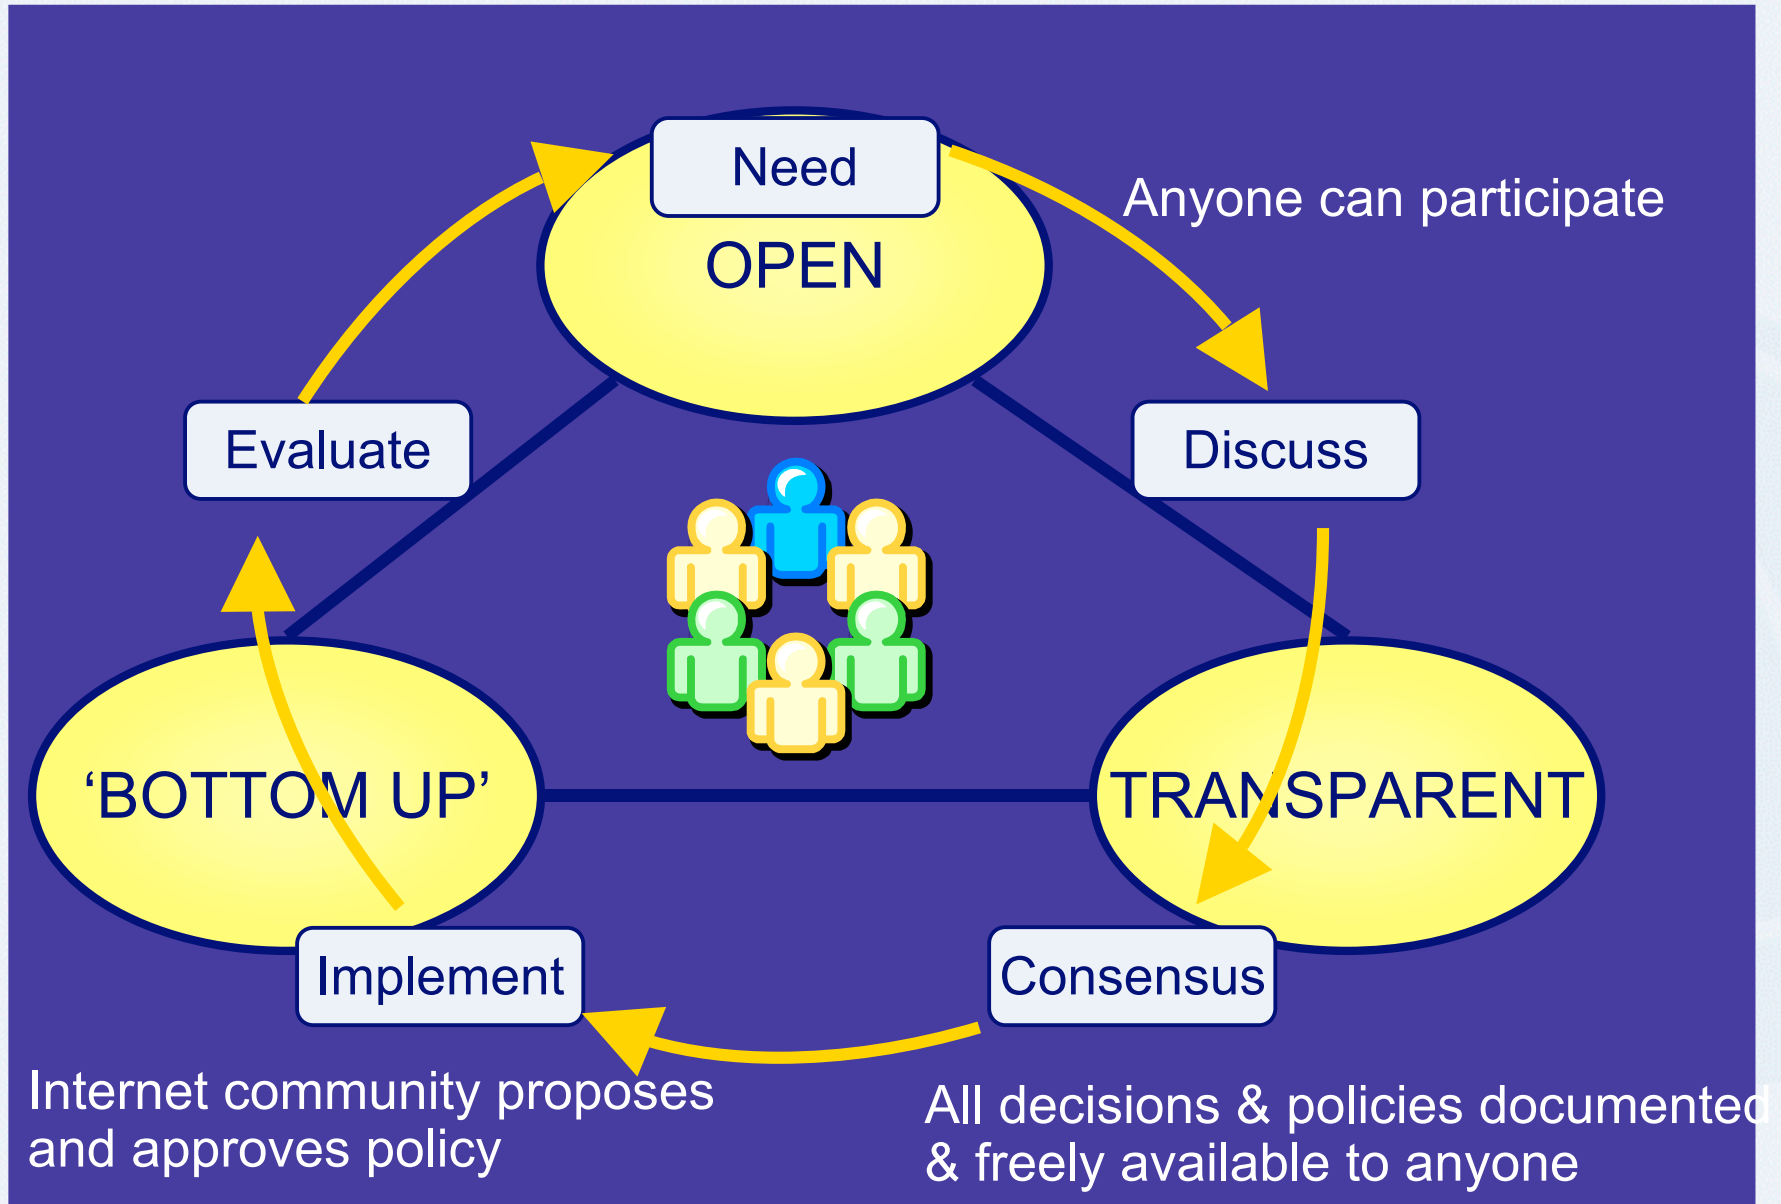 Need
Anyone can participate
OPEN
Evaluate
Discuss
‘BOTTOM UP’
TRANSPARENT
Implement
Consensus
Internet community proposes
and approves policy
All decisions & policies documented
& freely available to anyone